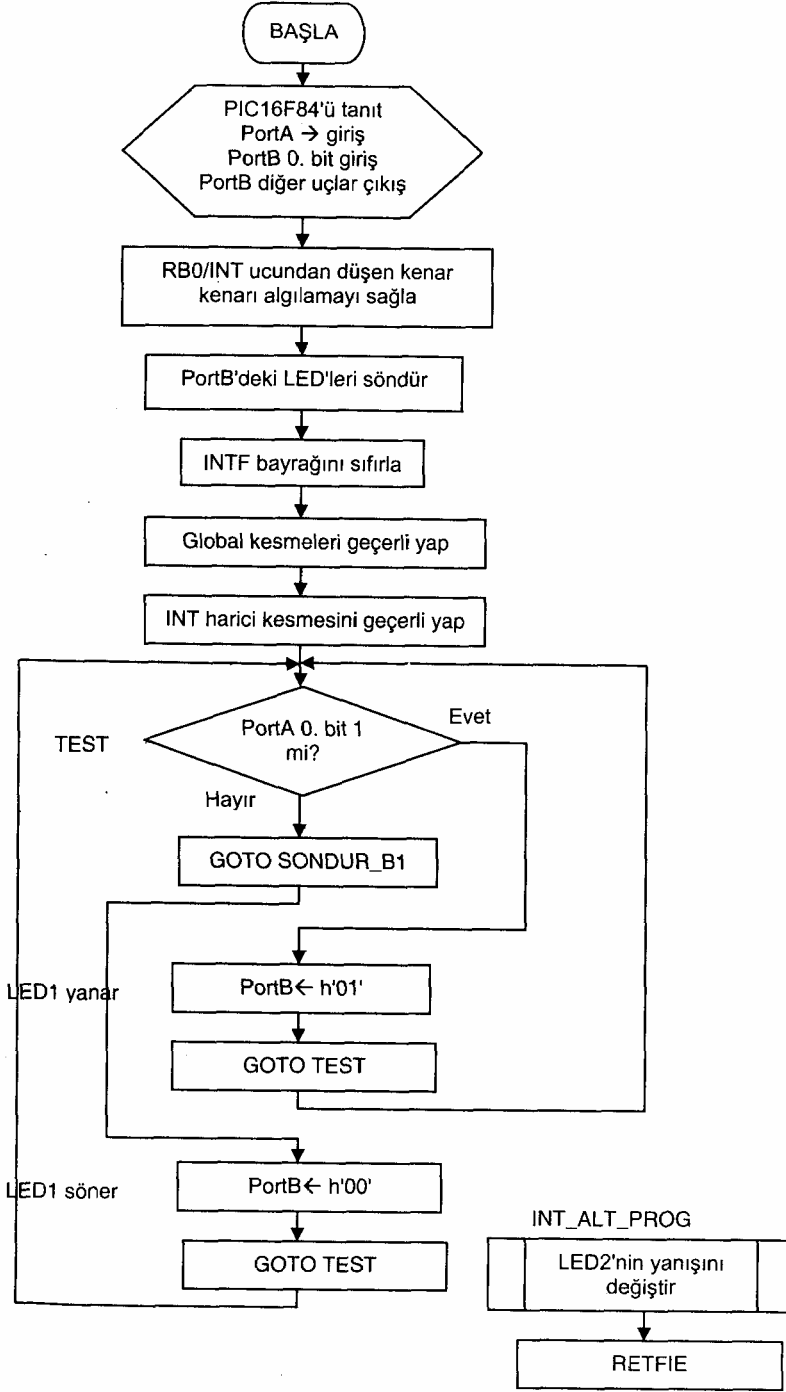 BAŞLA
PIC16F84'ü tanıt
PortA → giriş
PortB 0. bit giriş
PortB diğer uçlar çıkış
RB0/INT ucundan düşen kenar
kenarı algılamayı sağla
PortB'deki LED'leri söndür
INTF bayrağını sıfırla
Global kesmeleri geçerli yap
INT harici kesmesini geçerli yap
TEST
PortA 0. bit 1
mi?
Evet
Hayır
GOTO SONDUR_B1
LED1 yanar
PortB← h'01'
GOTO TEST
LED1 söner
PortB← h'00'
GOTO TEST
INT_ALT_PROG
LED2'nin yanışını
değiştir
RETFIE